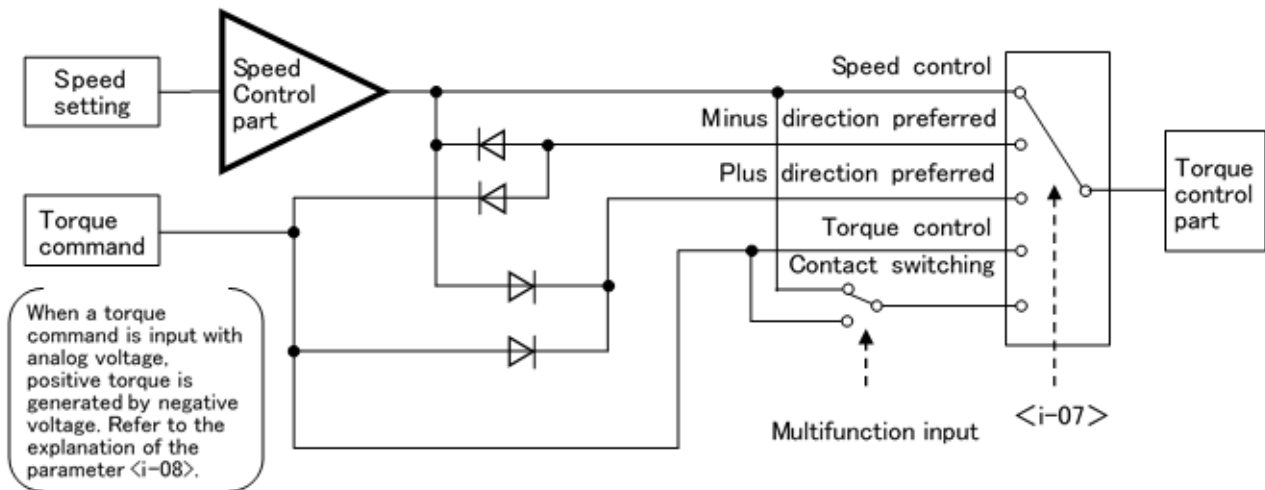 Speed
setting
Speed
Control
part
Speed control
Minus direction preferred
Plus direction preferred
Torque control
Contact switching
Torque
control
part
Torque
command
When a torque
command is input with
analog voltage,
positive torque is
generated by negative
voltage. Refer to the
explanation of the
parameter <i-08>.
Multifunction input
<i-07>